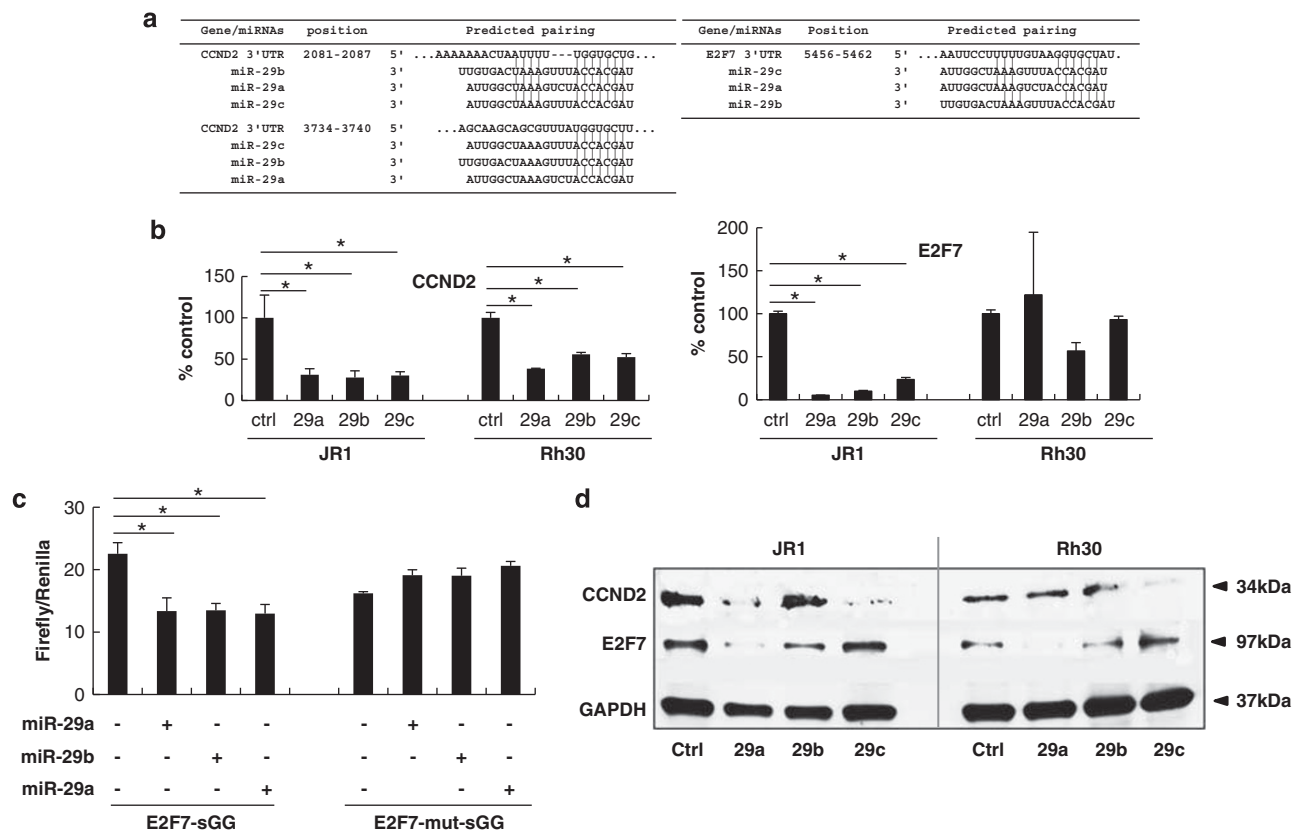 a
Gene/miRNAs position Predicted pairing
CCND2 3'UTR 2081-2087 5' ...AAAAAAACUAAUUUU---UGGUGCUG...
miR-29b 3' UUGUGACUAAAGUUUACCACGAU
miR-29a 3' AUUGGCUAAAGUCUACCACGAU
miR-29c 3' AUUGGCUAAAGUUUACCACGAU
CCND2 3'UTR 3734-3740 5' ...AGCAAGCAGCGUUUAUGGUGCUU...
miR-29c 3' AUUGGCUAAAGUUUACCACGAU
miR-29b 3' UUGUGACUAAAGUUUACCACGAU
miR-29a 3' AUUGGCUAAAGUCUACCACGAU
Gene/miRNAs Position Predicted pairing
E2F7 3'UTR 5456-5462 5' ...AAUUCCUUUUUGUAAGGUGCUAU.
miR-29c 3' AUUGGCUAAAGUUUACCACGAU
miR-29a 3' AUUGGCUAAAGUCUACCACGAU
miR-29b 3' UUGUGACUAAAGUUUACCACGAU
b
CCND2
% control
150
100
50
0
* * *
* * *
ctrl 29a 29b 29c ctrl 29a 29b 29c
JR1 Rh30
E2F7
% control
200
150
100
50
0
* * *
ctrl 29a 29b 29c ctrl 29a 29b 29c
JR1 Rh30
c
Firefly/Renilla
30
20
10
0
* * *
miR-29a - + - - - + - -
miR-29b - - + - - - + -
miR-29a - - - + - - - +
E2F7-sGG E2F7-mut-sGG
d
JR1 Rh30
CCND2 34kDa
E2F7 97kDa
GAPDH 37kDa
Ctrl 29a 29b 29c Ctrl 29a 29b 29c